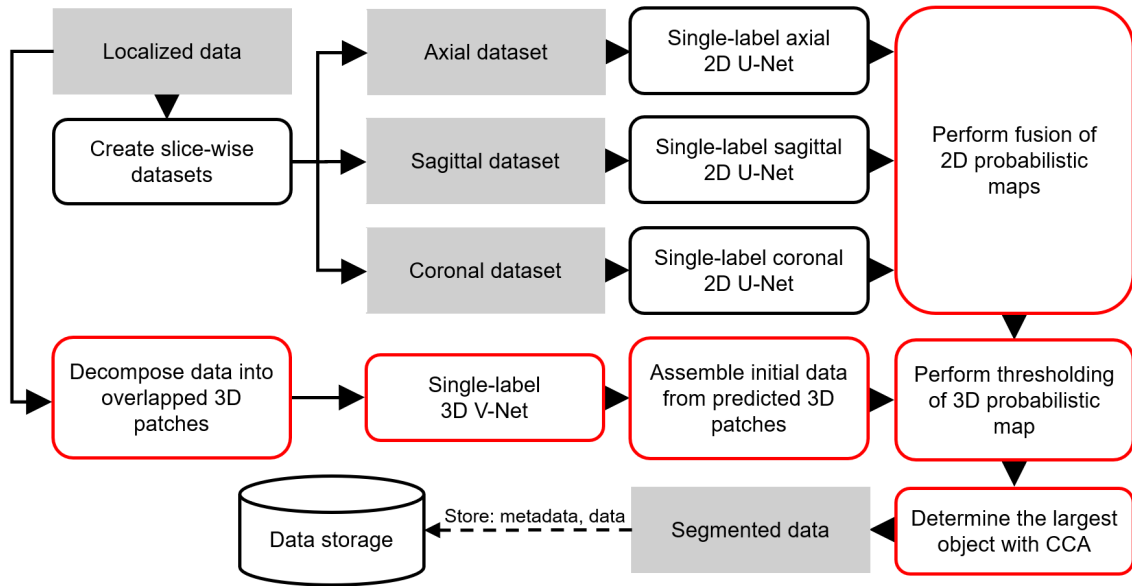 Localized data
Axial dataset
Single-label axial
2D U-Net
Create slice-wise
datasets
Sagittal dataset
Single-label sagittal
2D U-Net
Perform fusion of
2D probabilistic
maps
Coronal dataset
Single-label coronal
2D U-Net
Decompose data into
overlapped 3D
patches
Single-label
3D V-Net
Assemble initial data
from predicted 3D
patches
Perform thresholding
of 3D probabilistic
map
Data storage
Store: metadata, data
Segmented data
Determine the largest
object with CCA